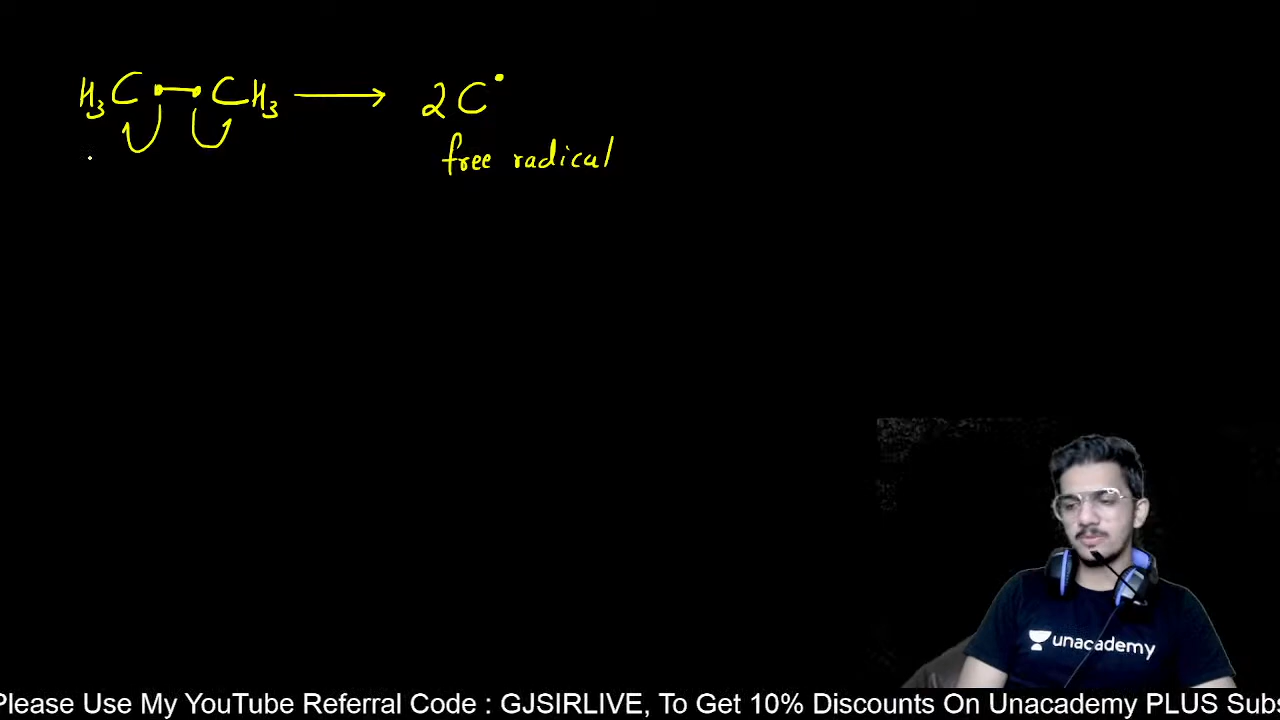 H₃C — CH₃ ⟶ 2C•
free radical
unacademy
Please Use My YouTube Referral Code : GJSIRLIVE, To Get 10% Discounts On Unacademy PLUS Subs